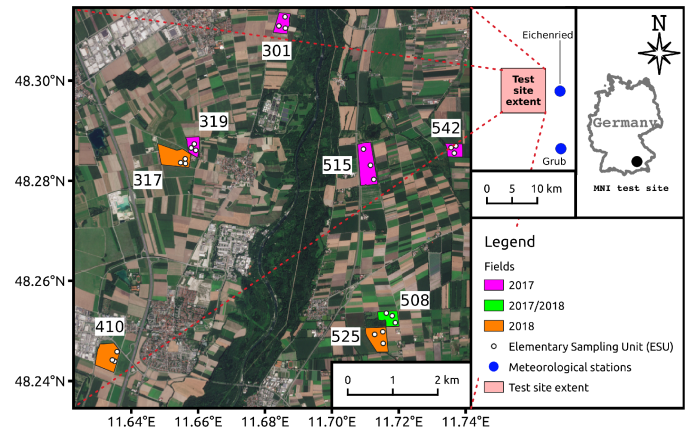 301
319
317
515
542
508
525
410
48.30°N
48.28°N
48.26°N
48.24°N
11.64°E
11.66°E
11.68°E
11.70°E
11.72°E
11.74°E
0 1 2 km
Eichenried
Test
site
extent
Grub
0 5 10 km
N
Germany
MNI test site
Legend
Fields
2017
2017/2018
2018
Elementary Sampling Unit (ESU)
Meteorological stations
Test site extent